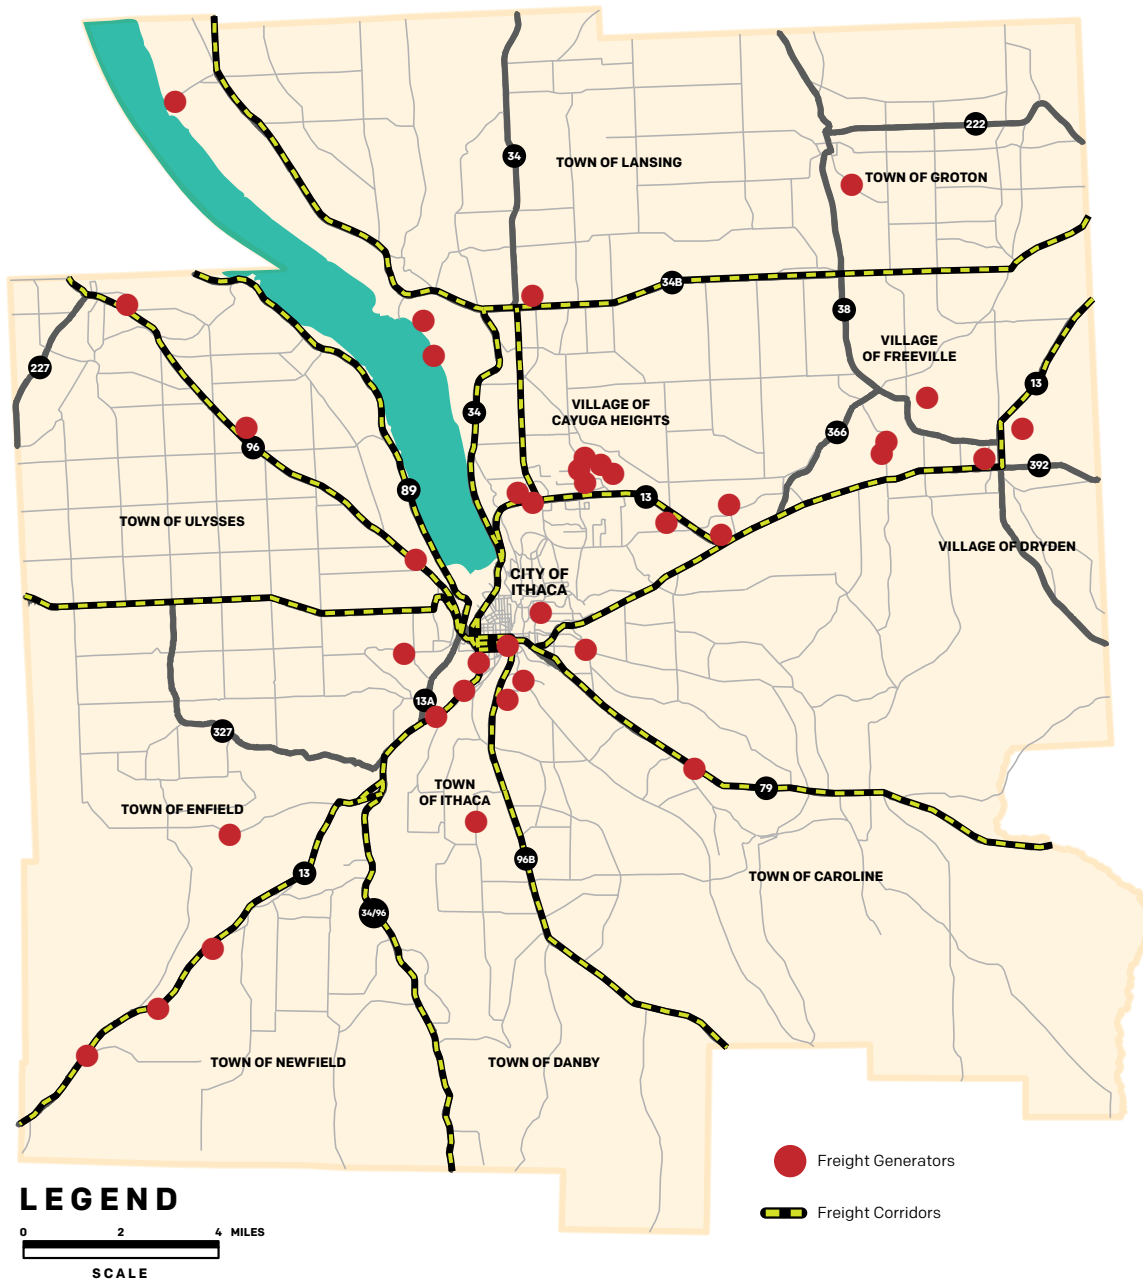 222
34
TOWN OF LANSING
TOWN OF GROTON
34B
38
VILLAGE
OF FREEVILLE
227
13
34
VILLAGE OF
CAYUGA HEIGHTS
366
96
392
89
13
TOWN OF ULYSSES
VILLAGE OF DRYDEN
CITY OF
ITHACA
13A
327
TOWN
OF ITHACA
79
TOWN OF ENFIELD
96B
13
TOWN OF CAROLINE
34/96
TOWN OF NEWFIELD
TOWN OF DANBY
Freight Generators
LEGEND
Freight Corridors
0 2 4 MILES
SCALE